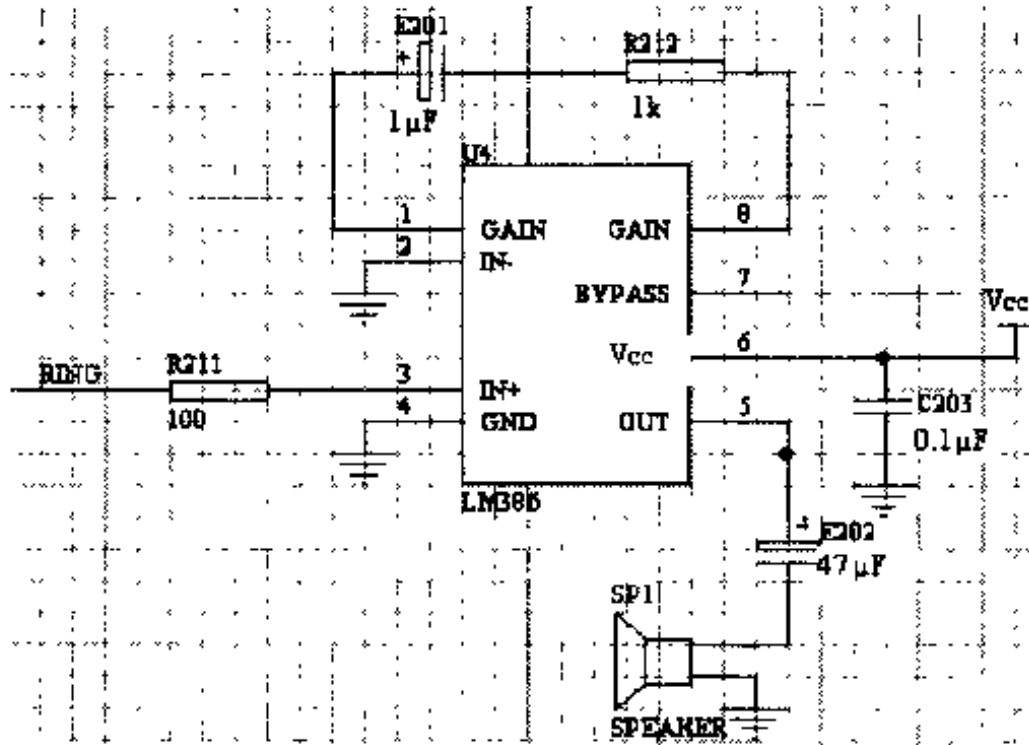 E201
R212
1μF
1k
U4
1
GAIN
GAIN
8
2
IN-
BYPASS
7
Vcc
Vcc
6
RING
R211
3
IN+
100
4
GND
OUT
5
C203
0.1μF
LM386
E202
47μF
SP1
SPEAKER